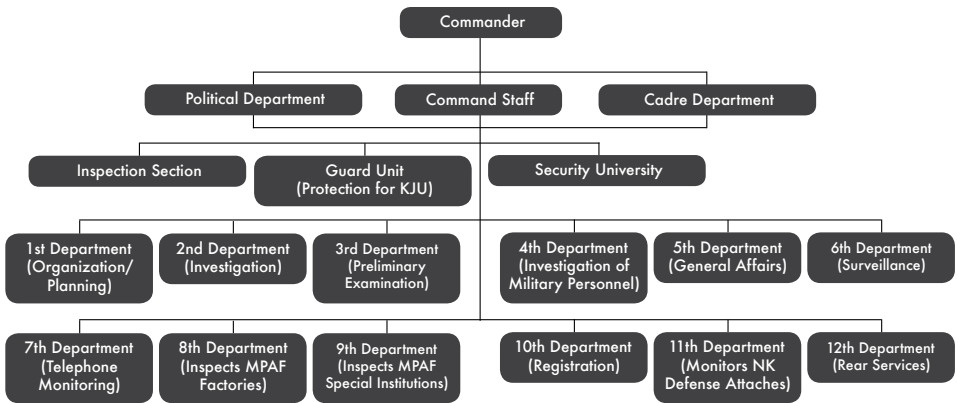 Commander
Political Department
Command Staff
Cadre Department
Inspection Section
Guard Unit
(Protection for KJU)
Security University
1st Department
(Organization/
Planning)
2nd Department
(Investigation)
3rd Department
(Preliminary
Examination)
4th Department
(Investigation of
Military Personnel)
5th Department
(General Affairs)
6th Department
(Surveillance)
7th Department
(Telephone
Monitoring)
8th Department
(Inspects MPAF
Factories)
9th Department
(Inspects MPAF
Special Institutions)
10th Department
(Registration)
11th Department
(Monitors NK
Defense Attaches)
12th Department
(Rear Services)